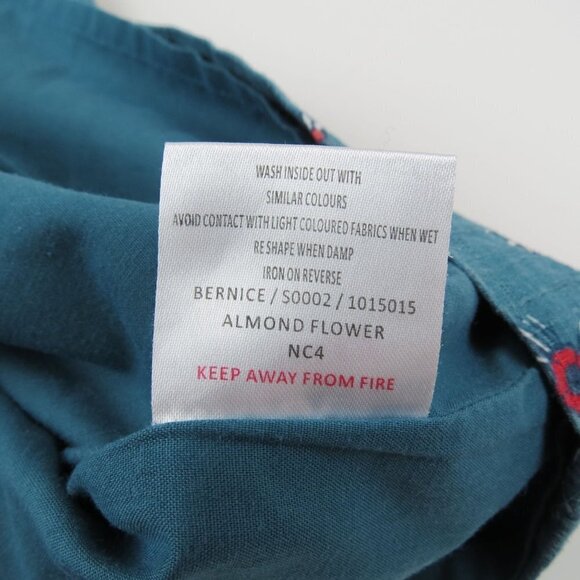 WASH INSIDE OUT WITH
SIMILAR COLOURS
AVOID CONTACT WITH LIGHT COLOURED FABRICS WHEN WET
RE SHAPE WHEN DAMP
IRON ON REVERSE
BERNICE / S0002 / 1015015
ALMOND FLOWER
NC4
KEEP AWAY FROM FIRE